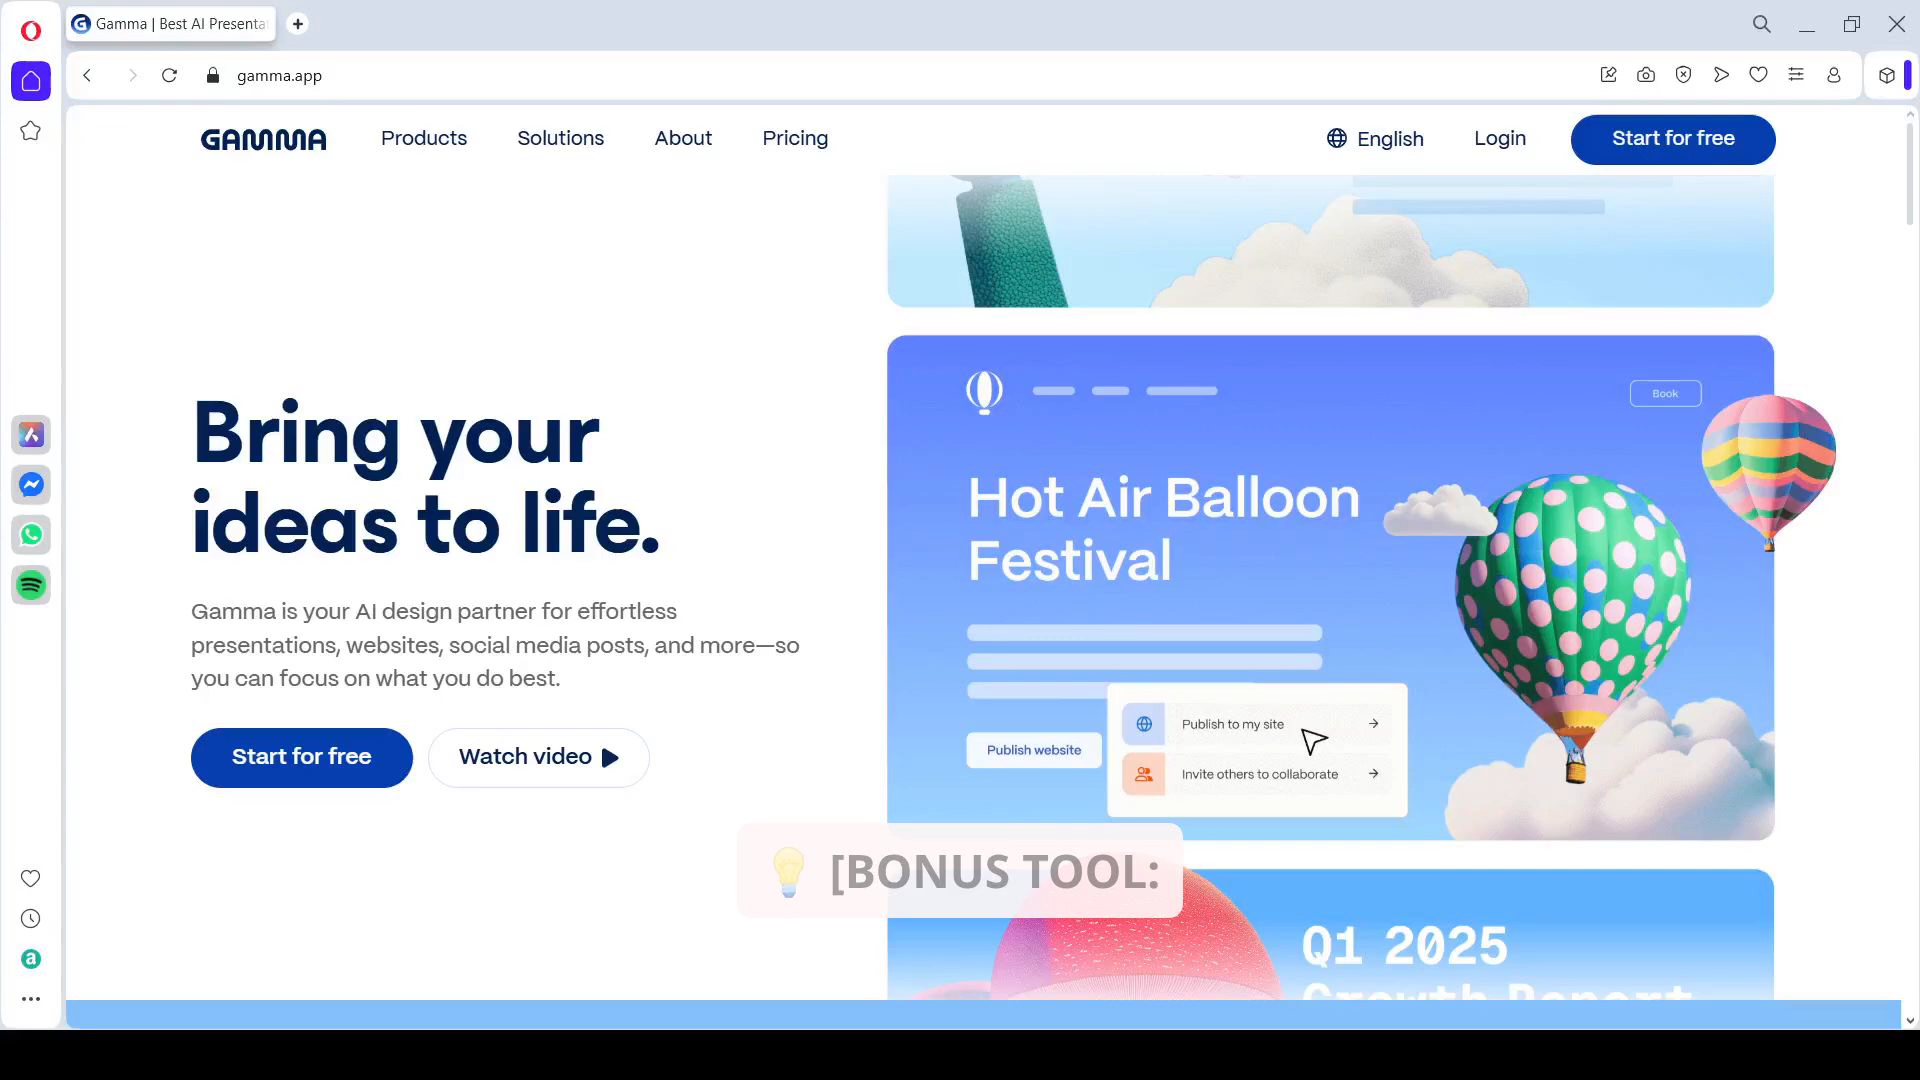 Gamma | Best AI Presenta
gamma.app
GAMMA
Products
Solutions
About
Pricing
English
Login
Start for free
Bring your
ideas to life.
Gamma is your AI design partner for effortless
presentations, websites, social media posts, and more—so
you can focus on what you do best.
Start for free
Watch video
Book
Hot Air Balloon
Festival
Publish website
Publish to my site
Invite others to collaborate
💡 [BONUS TOOL:
Q1 2025
Growth Report